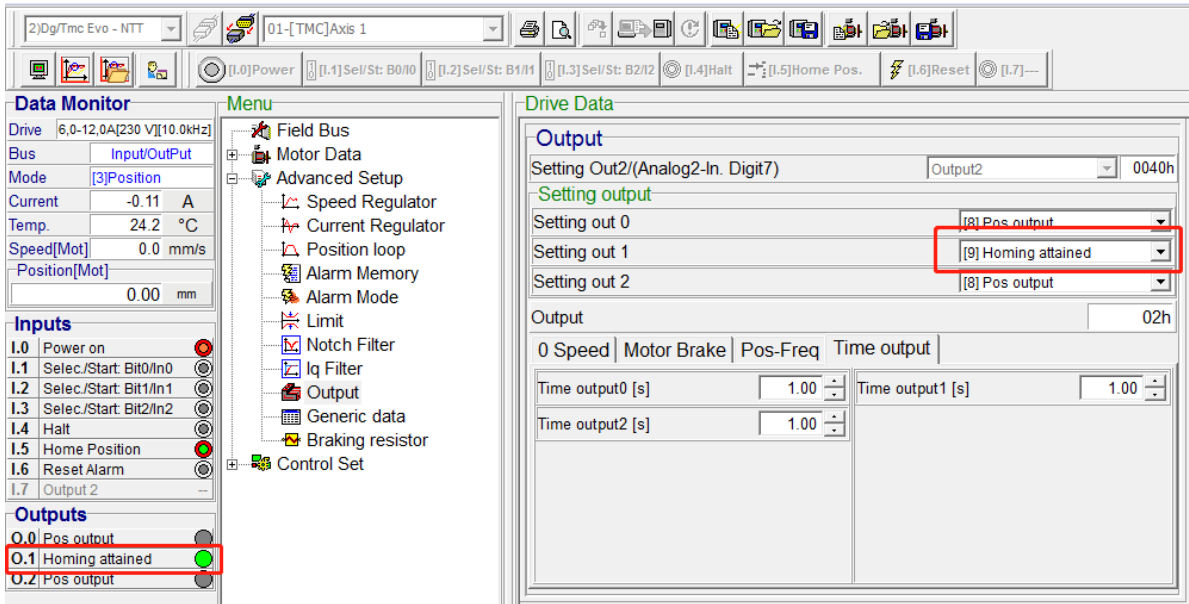 2)Dg/Tmc Evo - NTT 01-[TMC]Axis 1
[I.0]Power [I.1]Sel/St: B0/I0 [I.2]Sel/St: B1/I1 [I.3]Sel/St: B2/I2 [I.4]Halt [I.5]Home Pos. [I.6]Reset [I.7]---
Data Monitor
Drive 6,0-12,0A[230 V][10.0kHz]
Bus Input/OutPut
Mode [3]Position
Current -0.11 A
Temp. 24.2 °C
Speed[Mot] 0.0 mm/s
Position[Mot]
0.00 mm
Inputs
I.0 Power on
I.1 Selec./Start: Bit0/In0
I.2 Selec./Start: Bit1/In1
I.3 Selec./Start: Bit2/In2
I.4 Halt
I.5 Home Position
I.6 Reset Alarm
I.7 Output 2 --
Outputs
O.0 Pos output
O.1 Homing attained
O.2 Pos output
Menu
Field Bus
Motor Data
Advanced Setup
Speed Regulator
Current Regulator
Position loop
Alarm Memory
Alarm Mode
Limit
Notch Filter
Iq Filter
Output
Generic data
Braking resistor
Control Set
Drive Data
Output
Setting Out2/(Analog2-In. Digit7) Output2 0040h
Setting output
Setting out 0 [8] Pos output
Setting out 1 [9] Homing attained
Setting out 2 [8] Pos output
Output 02h
0 Speed Motor Brake Pos-Freq Time output
Time output0 [s] 1.00 Time output1 [s] 1.00
Time output2 [s] 1.00